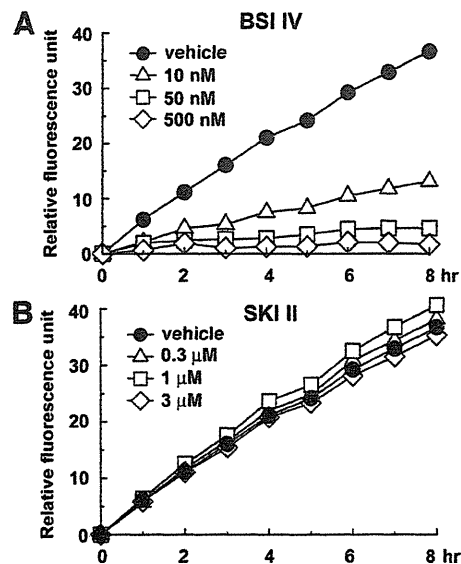 A
BSI IV
Relative fluorescence unit
40
30
20
10
0
vehicle
10 nM
50 nM
500 nM
0 2 4 6 8 hr
B
SKI II
Relative fluorescence unit
40
30
20
10
0
vehicle
0.3 µM
1 µM
3 µM
0 2 4 6 8 hr